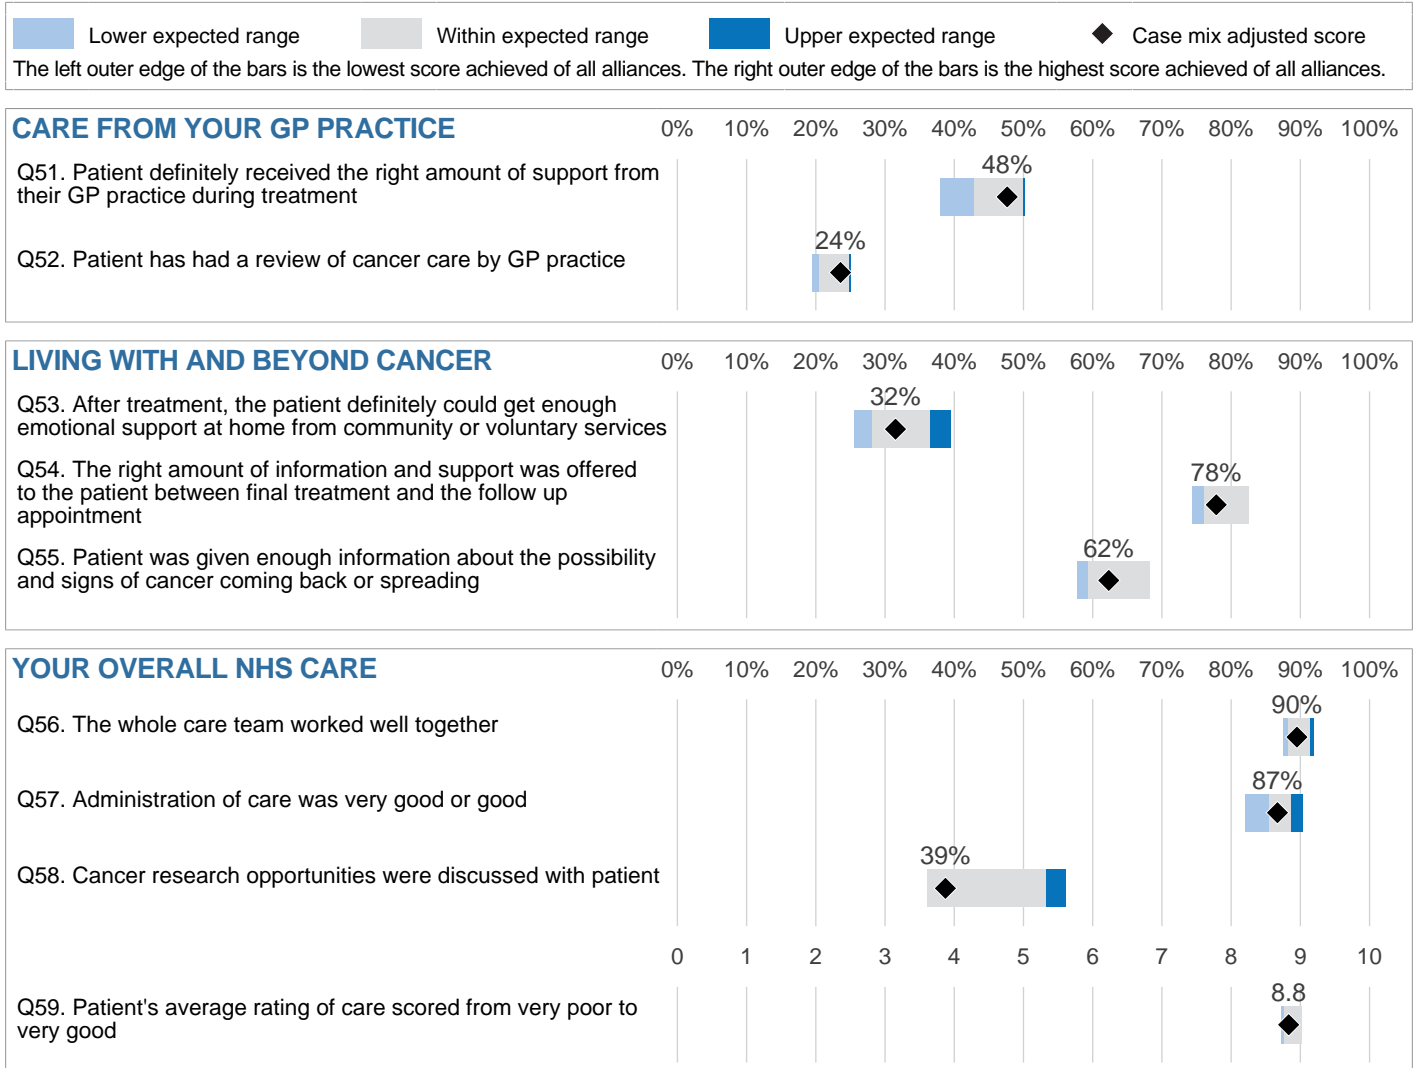 Lower expected range Within expected range Upper expected range Case mix adjusted score
The left outer edge of the bars is the lowest score achieved of all alliances. The right outer edge of the bars is the highest score achieved of all alliances.
CARE FROM YOUR GP PRACTICE 0% 10% 20% 30% 40% 50% 60% 70% 80% 90% 100%
48%
Q51. Patient definitely received the right amount of support from
their GP practice during treatment
24%
Q52. Patient has had a review of cancer care by GP practice
LIVING WITH AND BEYOND CANCER 0% 10% 20% 30% 40% 50% 60% 70% 80% 90% 100%
32%
Q53. After treatment, the patient definitely could get enough
emotional support at home from community or voluntary services
78%
Q54. The right amount of information and support was offered
to the patient between final treatment and the follow up
appointment
62%
Q55. Patient was given enough information about the possibility
and signs of cancer coming back or spreading
YOUR OVERALL NHS CARE 0% 10% 20% 30% 40% 50% 60% 70% 80% 90% 100%
90%
Q56. The whole care team worked well together
87%
Q57. Administration of care was very good or good
39%
Q58. Cancer research opportunities were discussed with patient
0 1 2 3 4 5 6 7 8 9 10
8.8
Q59. Patient's average rating of care scored from very poor to
very good